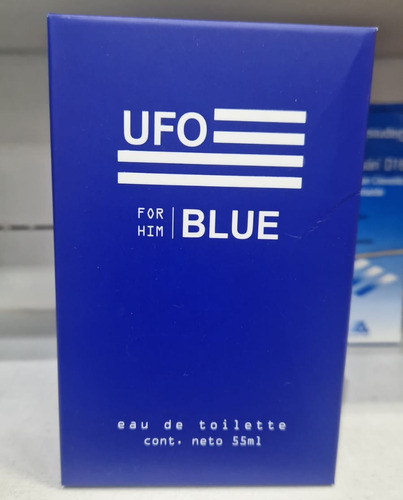 UFO
FOR
HIM
BLUE
eau de toilette
cont. neto 55ml